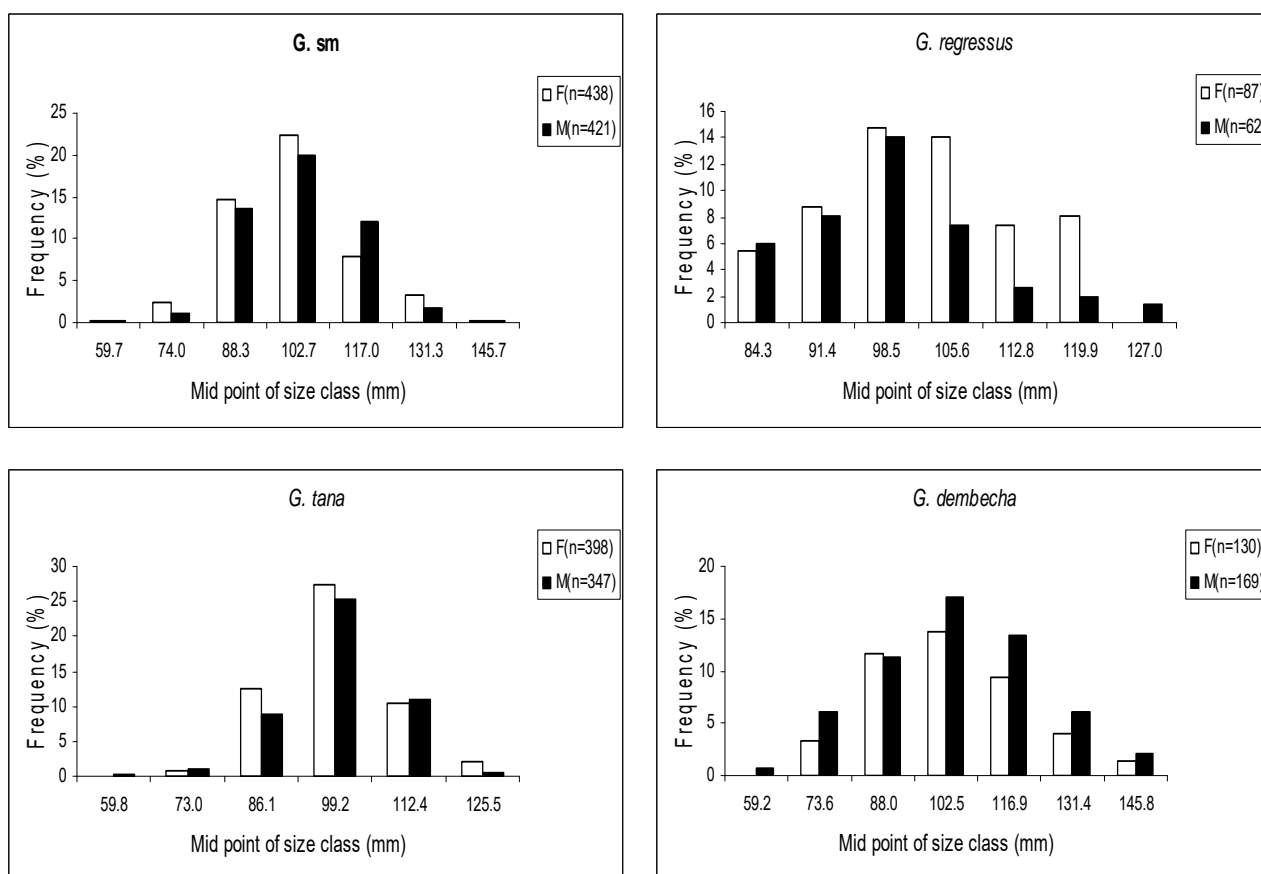 G. sm
F(n=438)
M(n=421)
Frequency (%)
25
20
15
10
5
0
59.7 74.0 88.3 102.7 117.0 131.3 145.7
Mid point of size class (mm)
G. regressus
F(n=87)
M(n=62
Frequency (%)
16
14
12
10
8
6
4
2
0
84.3 91.4 98.5 105.6 112.8 119.9 127.0
Mid point of size class (mm)
G. tana
F(n=398)
M(n=347)
Frequency (%)
30
25
20
15
10
5
0
59.8 73.0 86.1 99.2 112.4 125.5
Mid point of size class (mm)
G. dembecha
F(n=130)
M(n=169)
Frequency (%)
20
15
10
5
0
59.2 73.6 88.0 102.5 116.9 131.4 145.8
Mid point of size class (mm)